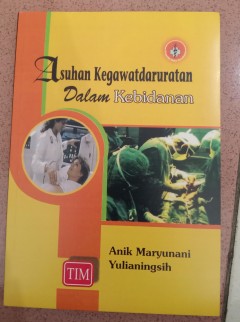 Asuhan Kegawatdaruratan
Dalam Kebidanan
Anik Maryunani
Yulianingsih
TIM